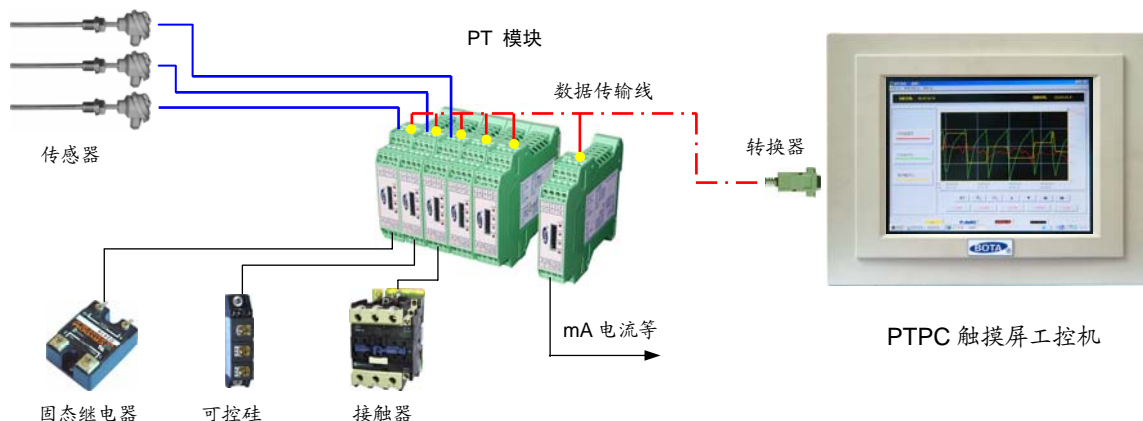 PT 模块
数据传输线
转换器
传感器
BOTA
mA 电流等
PTPC 触摸屏工控机
固态继电器
可控硅
接触器